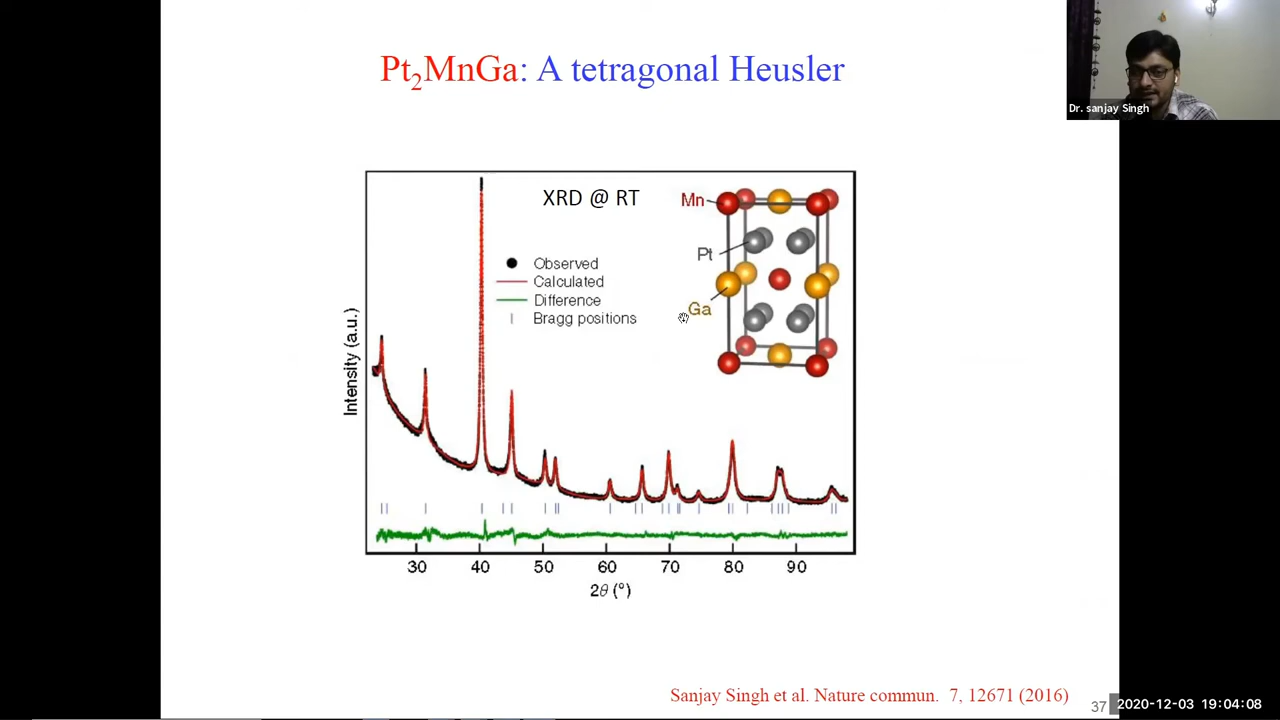 Pt2MnGa: A tetragonal Heusler
Dr. sanjay Singh
XRD @ RT
Mn
Pt
Ga
Observed
Calculated
Difference
Bragg positions
Intensity (a.u.)
30 40 50 60 70 80 90
2θ (°)
Sanjay Singh et al. Nature commun. 7, 12671 (2016)
37
2020-12-03 19:04:08